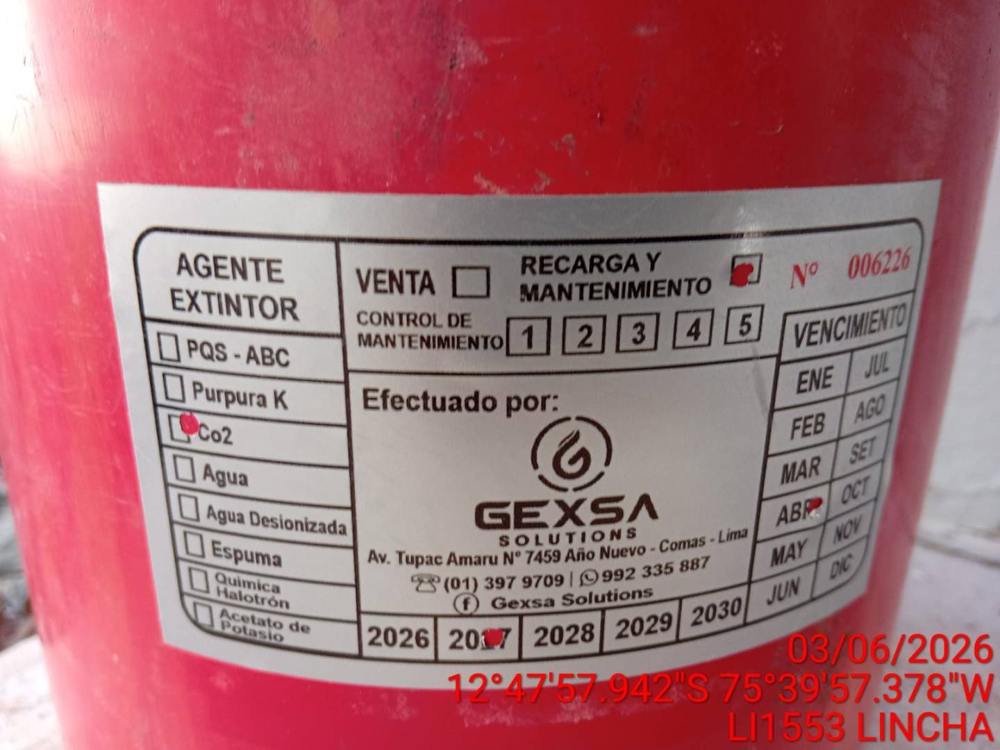 AGENTE
EXTINTOR
PQS - ABC
Purpura K
Co2
Agua
Agua Desionizada
Espuma
Quimica
Halotrón
Acetato de
Potasio
VENTA
RECARGA Y
MANTENIMIENTO
Nº 006226
CONTROL DE
MANTENIMIENTO 1 2 3 4 5
Efectuado por:
GEXSA
SOLUTIONS
Av. Tupac Amaru Nº 7459 Año Nuevo - Comas - Lima
(01) 397 9709 | 992 335 887
Gexsa Solutions
2026 2027 2028 2029 2030
VENCIMIENTO
ENE JUL
FEB AGO
MAR SET
ABR OCT
MAY NOV
JUN DIC
03/06/2026
12°47'57.942"S 75°39'57.378"W
LI1553 LINCHA